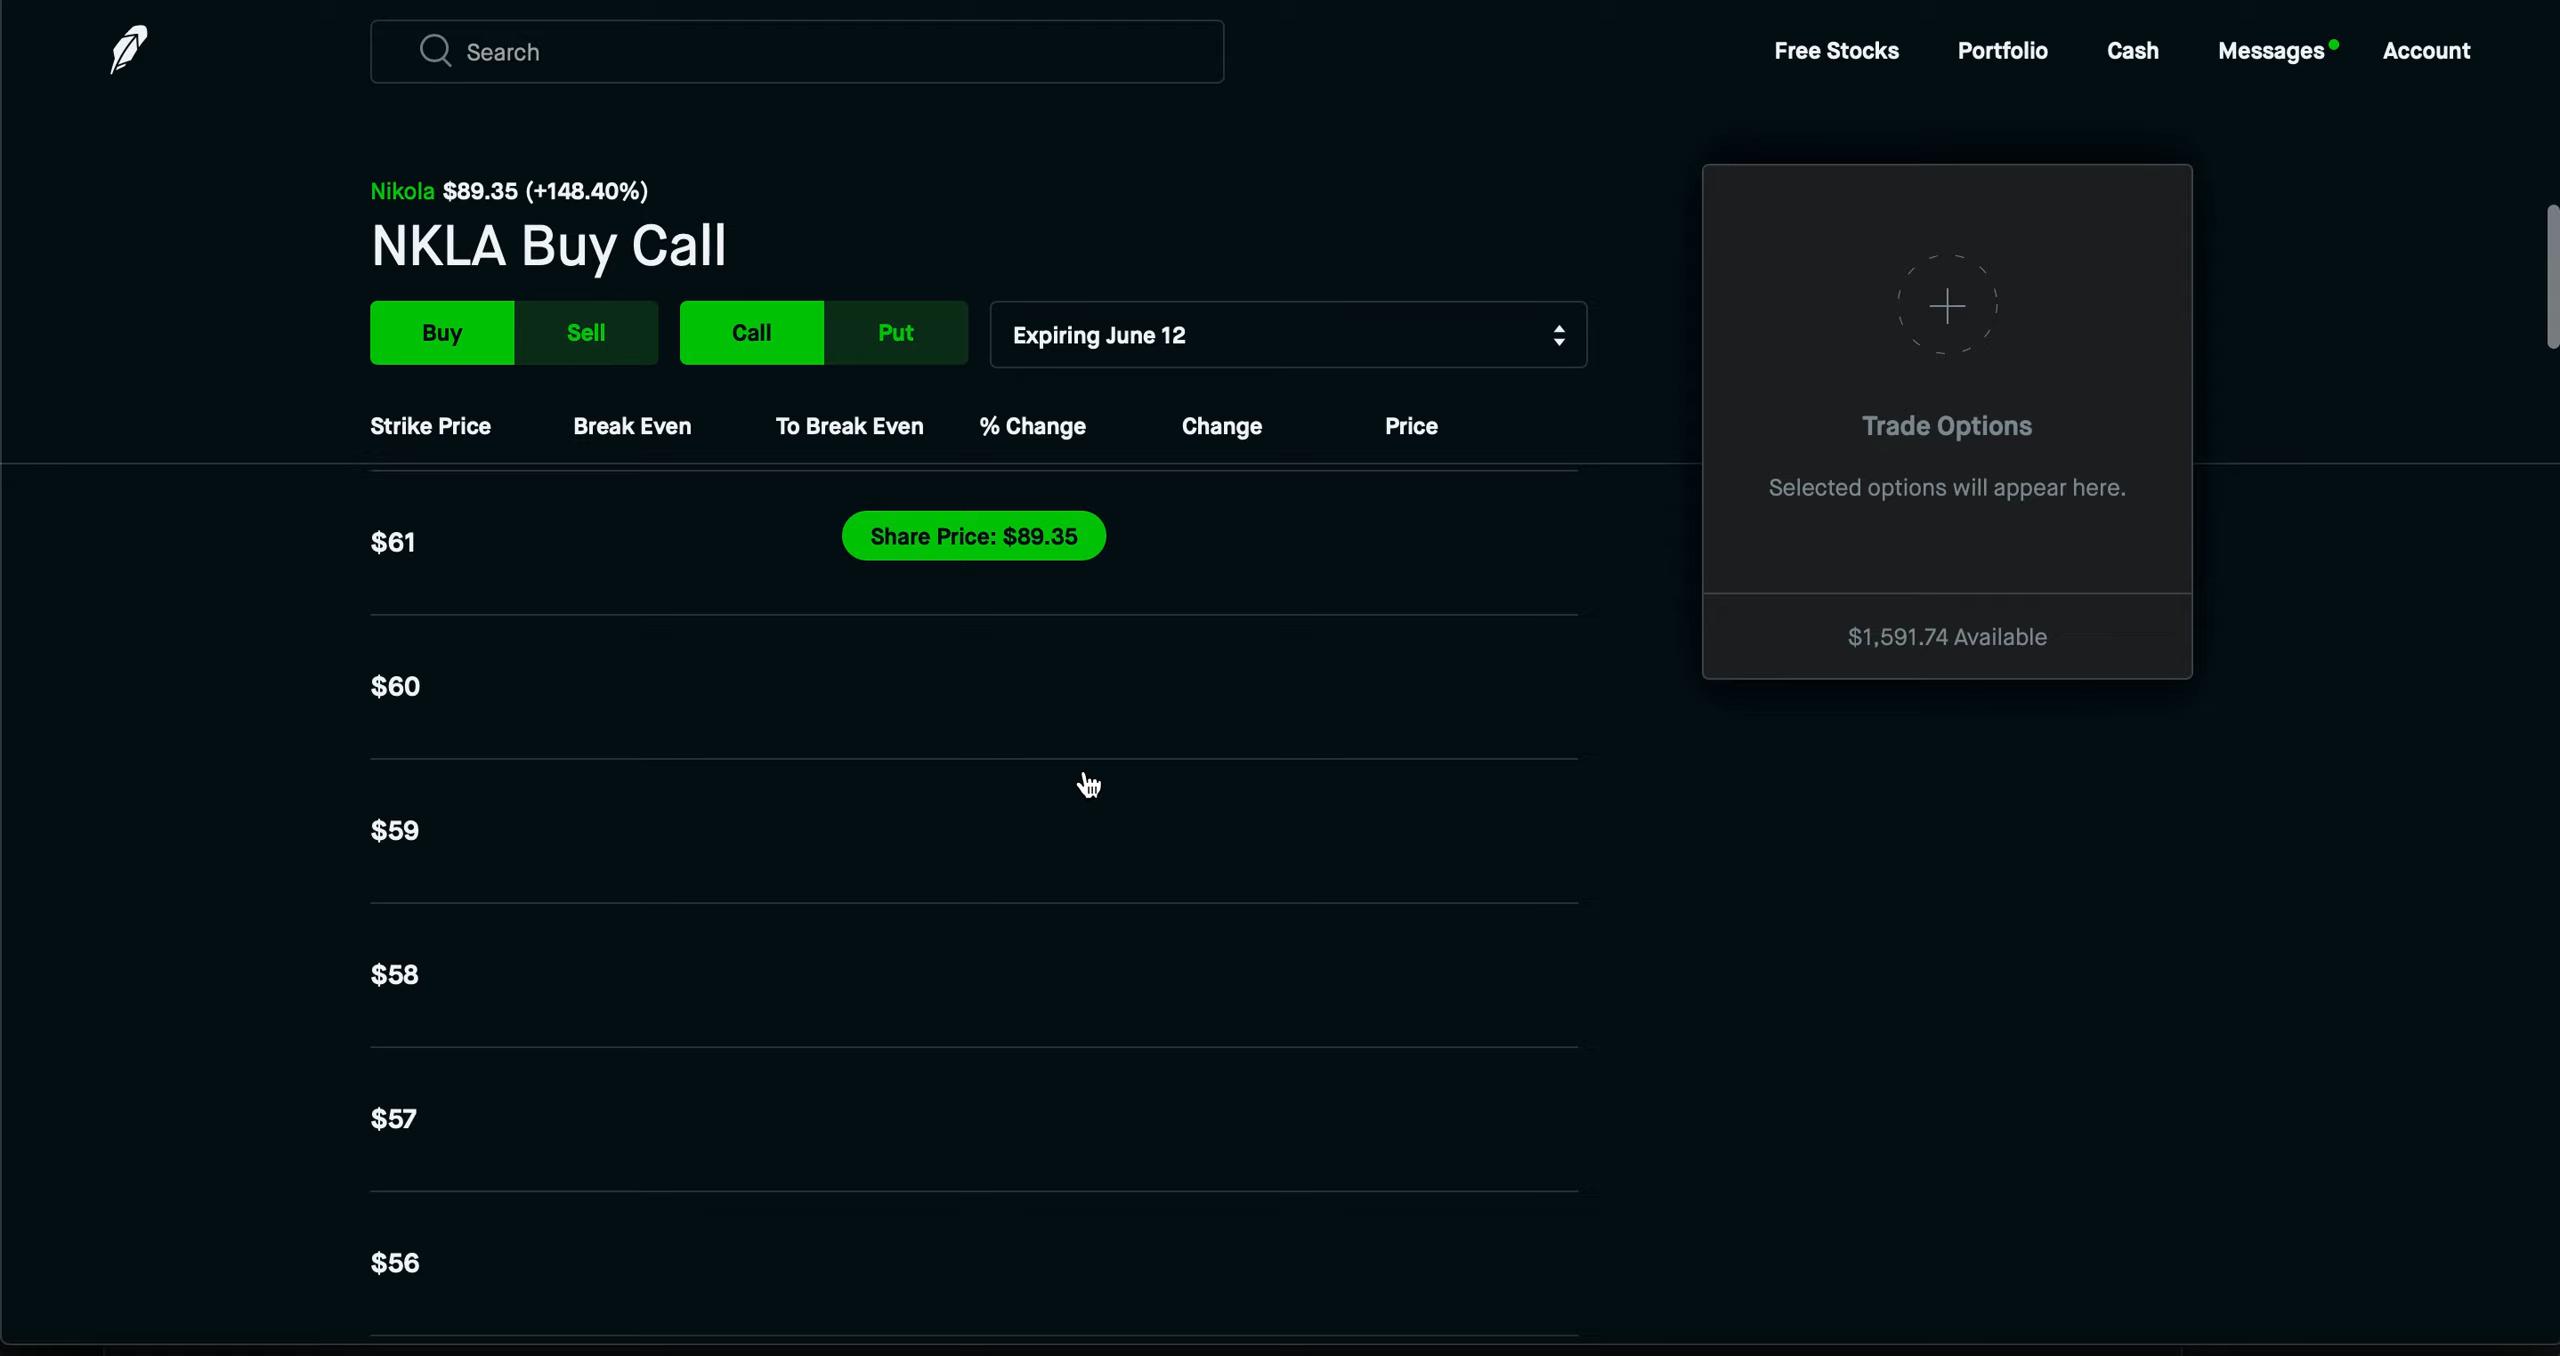 Search
Free Stocks Portfolio Cash Messages Account
Nikola $89.35 (+148.40%)
NKLA Buy Call
Buy Sell Call Put Expiring June 12
Strike Price Break Even To Break Even % Change Change Price
$61
Share Price: $89.35
$60
$59
$58
$57
$56
Trade Options
Selected options will appear here.
$1,591.74 Available